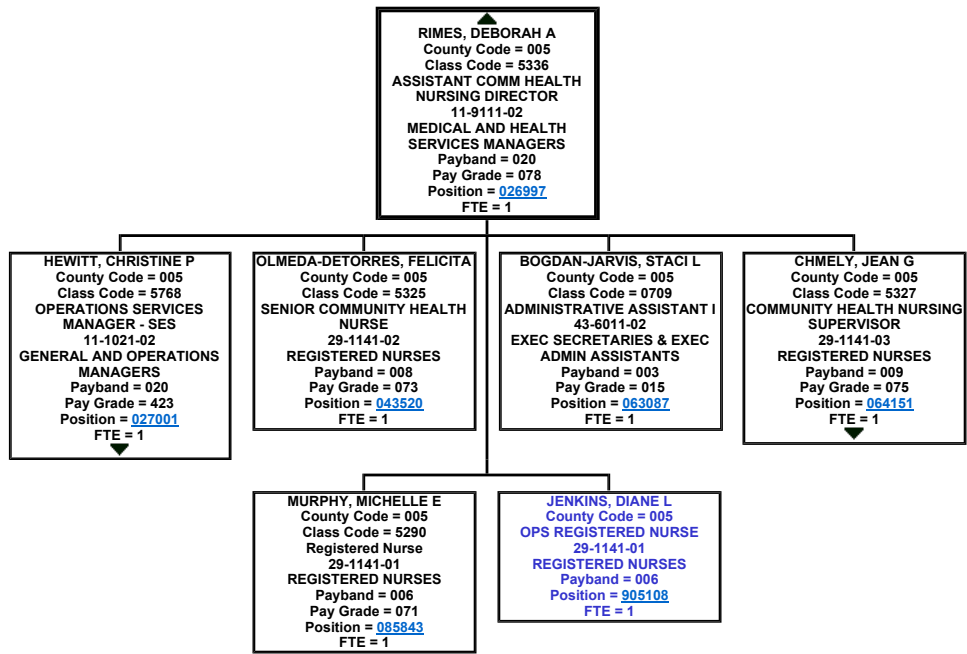 RIMES, DEBORAH A
County Code = 005
Class Code = 5336
ASSISTANT COMM HEALTH
NURSING DIRECTOR
11-9111-02
MEDICAL AND HEALTH
SERVICES MANAGERS
Payband = 020
Pay Grade = 078
Position = 026997
FTE = 1
HEWITT, CHRISTINE P
County Code = 005
Class Code = 5768
OPERATIONS SERVICES
MANAGER - SES
11-1021-02
GENERAL AND OPERATIONS
MANAGERS
Payband = 020
Pay Grade = 423
Position = 027001
FTE = 1
OLMEDA-DETORRES, FELICITA
County Code = 005
Class Code = 5325
SENIOR COMMUNITY HEALTH
NURSE
29-1141-02
REGISTERED NURSES
Payband = 008
Pay Grade = 073
Position = 043520
FTE = 1
BOGDAN-JARVIS, STACI L
County Code = 005
Class Code = 0709
ADMINISTRATIVE ASSISTANT I
43-6011-02
EXEC SECRETARIES & EXEC
ADMIN ASSISTANTS
Payband = 003
Pay Grade = 015
Position = 063087
FTE = 1
CHMELY, JEAN G
County Code = 005
Class Code = 5327
COMMUNITY HEALTH NURSING
SUPERVISOR
29-1141-03
REGISTERED NURSES
Payband = 009
Pay Grade = 075
Position = 064151
FTE = 1
MURPHY, MICHELLE E
County Code = 005
Class Code = 5290
Registered Nurse
29-1141-01
REGISTERED NURSES
Payband = 006
Pay Grade = 071
Position = 085843
FTE = 1
JENKINS, DIANE L
County Code = 005
OPS REGISTERED NURSE
29-1141-01
REGISTERED NURSES
Payband = 006
Position = 905108
FTE = 1